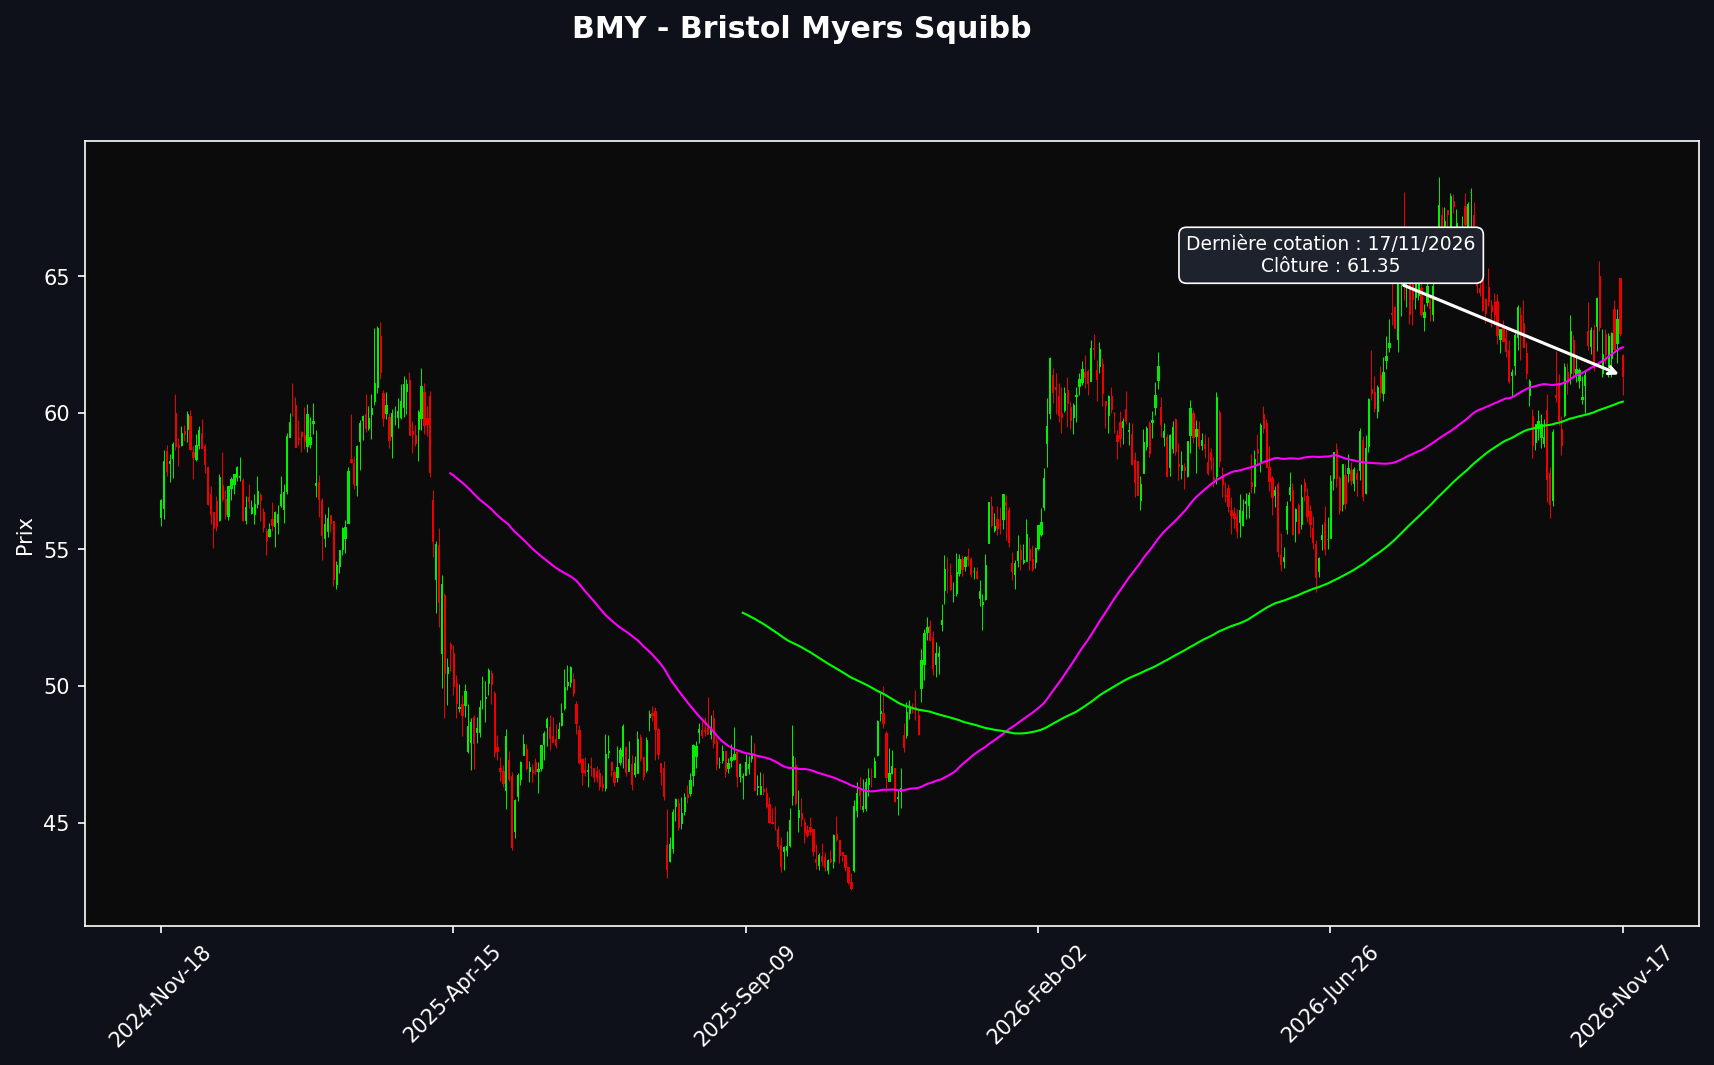 BMY - Bristol Myers Squibb
Dernière cotation : 17/11/2026
Clôture : 61.35
Prix
65
60
55
50
45
2024-Nov-18
2025-Apr-15
2025-Sep-09
2026-Feb-02
2026-Jun-26
2026-Nov-17